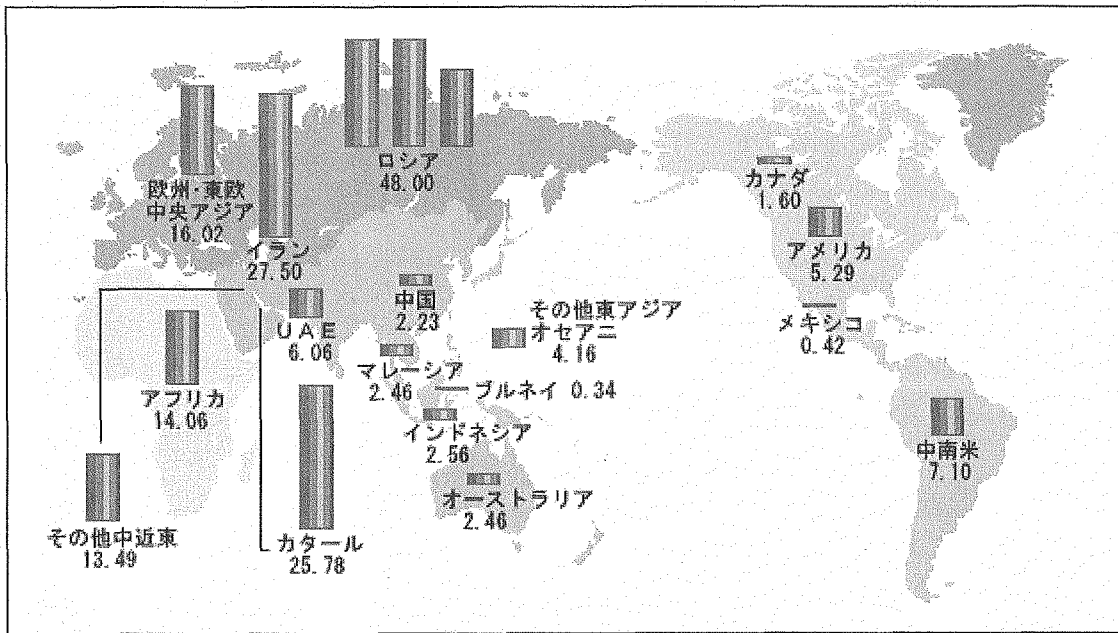 ロシア
48.00
欧州・東欧
中央アジア
16.02
イラン
27.50
カナダ
1.60
アメリカ
5.29
メキシコ
0.42
中国
2.23
その他東アジア
オセアニ
4.16
UAE
6.06
マレーシア
2.46
ブルネイ 0.34
アフリカ
14.06
インドネシア
2.56
中南米
7.10
オーストラリア
2.46
その他中近東
13.49
カタール
25.78